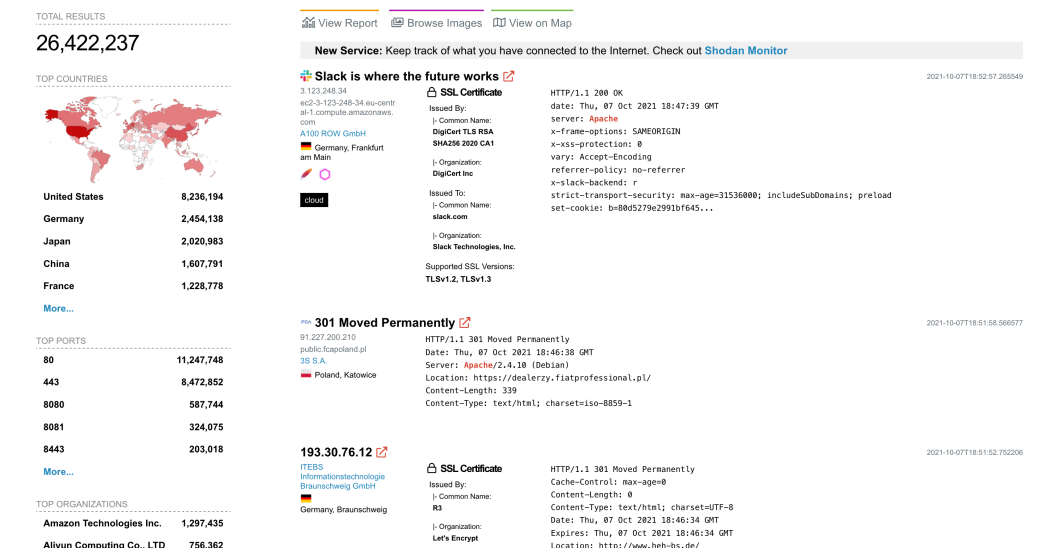 TOTAL RESULTS
26,422,237
TOP COUNTRIES
United States 8,236,194
Germany 2,454,138
Japan 2,020,983
China 1,607,791
France 1,228,778
More...
TOP PORTS
80 11,247,748
443 8,472,852
8080 587,744
8081 324,075
8443 203,018
More...
TOP ORGANIZATIONS
Amazon Technologies Inc. 1,297,435
Aliyun Computing Co., LTD 756,362
View Report Browse Images View on Map
New Service: Keep track of what you have connected to the Internet. Check out Shodan Monitor
Slack is where the future works
2021-10-07T18:52:57.265549
3.123.248.34
ec2-3-123-248-34.eu-centr
al-1.compute.amazonaws.
com
A100 ROW GmbH
Germany, Frankfurt
am Main
cloud
SSL Certificate
Issued By:
|- Common Name:
DigiCert TLS RSA
SHA256 2020 CA1
|- Organization:
DigiCert Inc
Issued To:
|- Common Name:
slack.com
|- Organization:
Slack Technologies, Inc.
Supported SSL Versions:
TLSv1.2, TLSv1.3
HTTP/1.1 200 OK
date: Thu, 07 Oct 2021 18:47:39 GMT
server: Apache
x-frame-options: SAMEORIGIN
x-xss-protection: 0
vary: Accept-Encoding
referrer-policy: no-referrer
x-slack-backend: r
strict-transport-security: max-age=31536000; includeSubDomains; preload
set-cookie: b=80d5279e2991bf645...
301 Moved Permanently
2021-10-07T18:51:58.566577
91.227.200.210
public.fcapoland.pl
3S S.A.
Poland, Katowice
HTTP/1.1 301 Moved Permanently
Date: Thu, 07 Oct 2021 18:46:38 GMT
Server: Apache/2.4.10 (Debian)
Location: https://dealerzy.fiatprofessional.pl/
Content-Length: 339
Content-Type: text/html; charset=iso-8859-1
193.30.76.12
2021-10-07T18:51:52.752206
ITEBS
Informationstechnologie
Braunschweig GmbH
Germany, Braunschweig
SSL Certificate
Issued By:
|- Common Name:
R3
|- Organization:
Let's Encrypt
HTTP/1.1 301 Moved Permanently
Cache-Control: max-age=0
Content-Length: 0
Content-Type: text/html; charset=UTF-8
Date: Thu, 07 Oct 2021 18:46:34 GMT
Expires: Thu, 07 Oct 2021 18:46:34 GMT
Location: http://www.heh-bs.de/